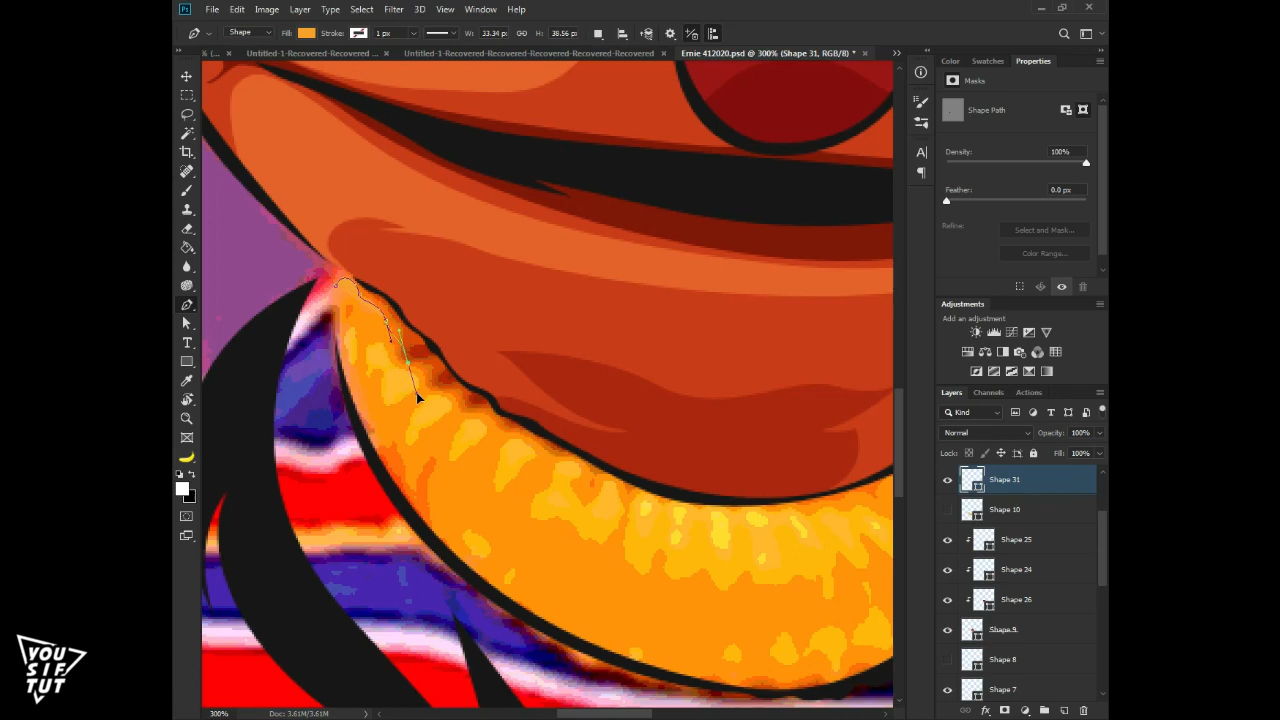 Ps File Edit Image Layer Type Select Filter 3D View Window Help
Shape Fill: Stroke: 1 px W: 33.34 px H: 38.56 px
% (... × Untitled-1-Recovered-Recovered ... × Untitled-1-Recovered-Recovered-Recovered-Recovered-Recovered × Ernie 412020.psd @ 300% (Shape 31, RGB/8) * ×
Color Swatches Properties
Masks
Shape Path
Density: 100%
Feather: 0.0 px
Refine: Select and Mask...
Color Range...
Adjustments
Add an adjustment
Layers Channels Actions
Kind
Normal Opacity: 100%
Lock: Fill: 100%
Shape 31
Shape 10
Shape 25
Shape 24
Shape 26
Shape 9
Shape 8
Shape 7
300% Doc: 3.61M/3.61M
YOU
SIF
TUT